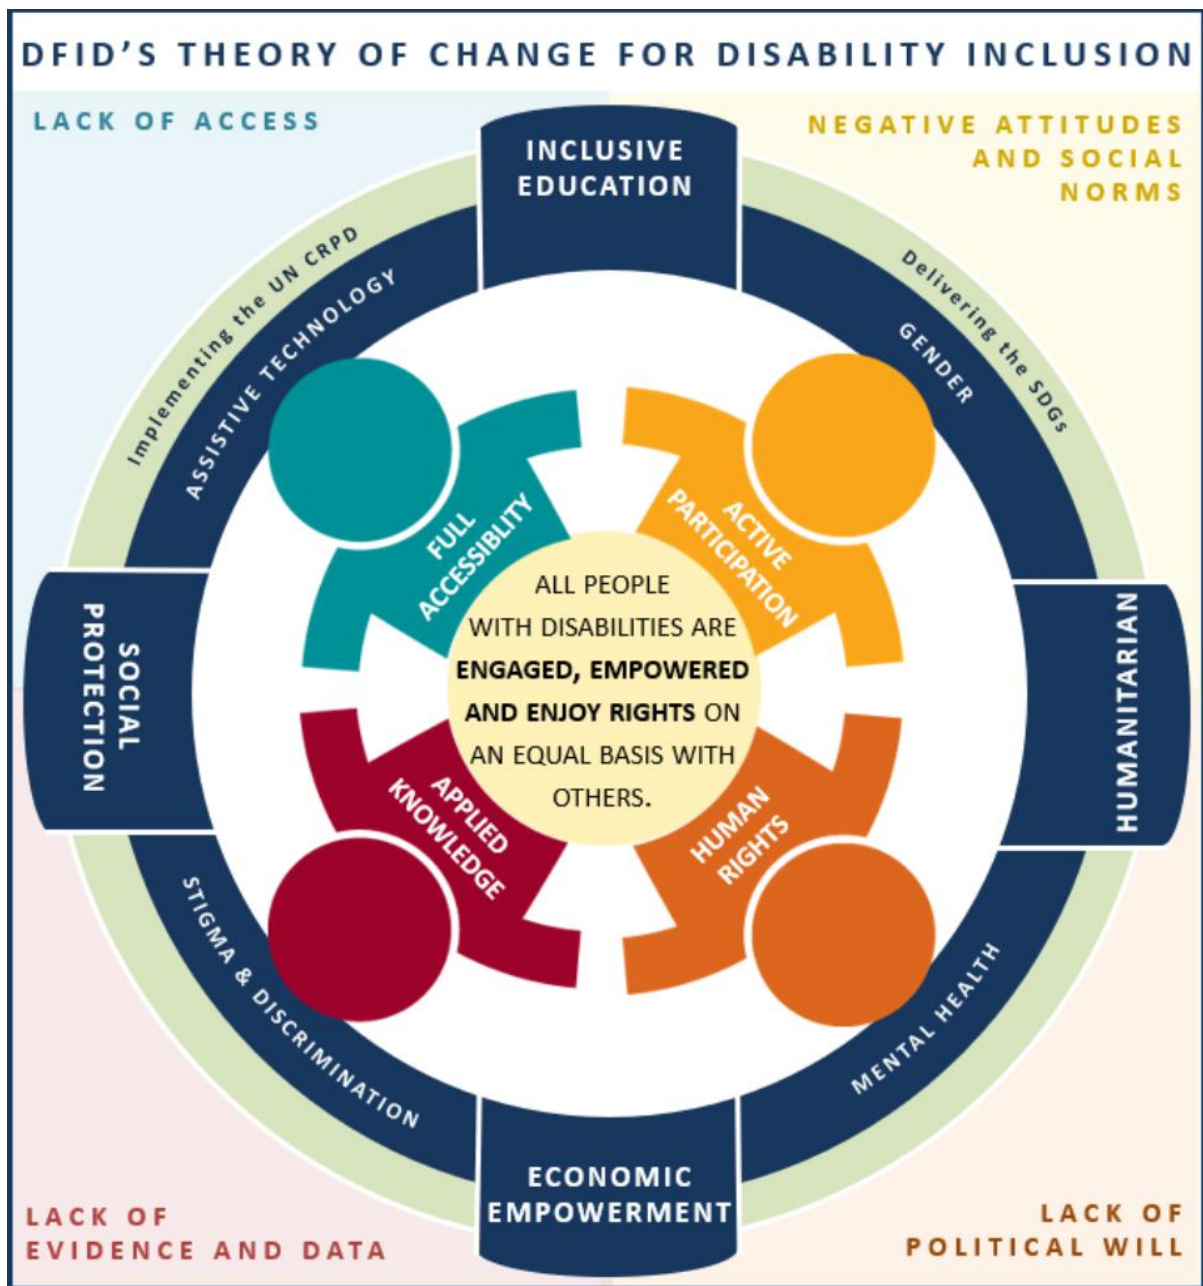 DFID'S THEORY OF CHANGE FOR DISABILITY INCLUSION
LACK OF ACCESS
NEGATIVE ATTITUDES
AND SOCIAL
NORMS
INCLUSIVE
EDUCATION
Implementing the UN CRPD
ASSISTIVE TECHNOLOGY
Delivering the SDGs
GENDER
FULL
ACCESSIBLITY
ACTIVE
PARTICIPATION
SOCIAL
PROTECTION
ALL PEOPLE
WITH DISABILITIES ARE
ENGAGED, EMPOWERED
AND ENJOY RIGHTS ON
AN EQUAL BASIS WITH
OTHERS.
HUMANITARIAN
APPLIED
KNOWLEDGE
HUMAN
RIGHTS
STIGMA & DISCRIMINATION
MENTAL HEALTH
ECONOMIC
EMPOWERMENT
LACK OF
EVIDENCE AND DATA
LACK OF
POLITICAL WILL